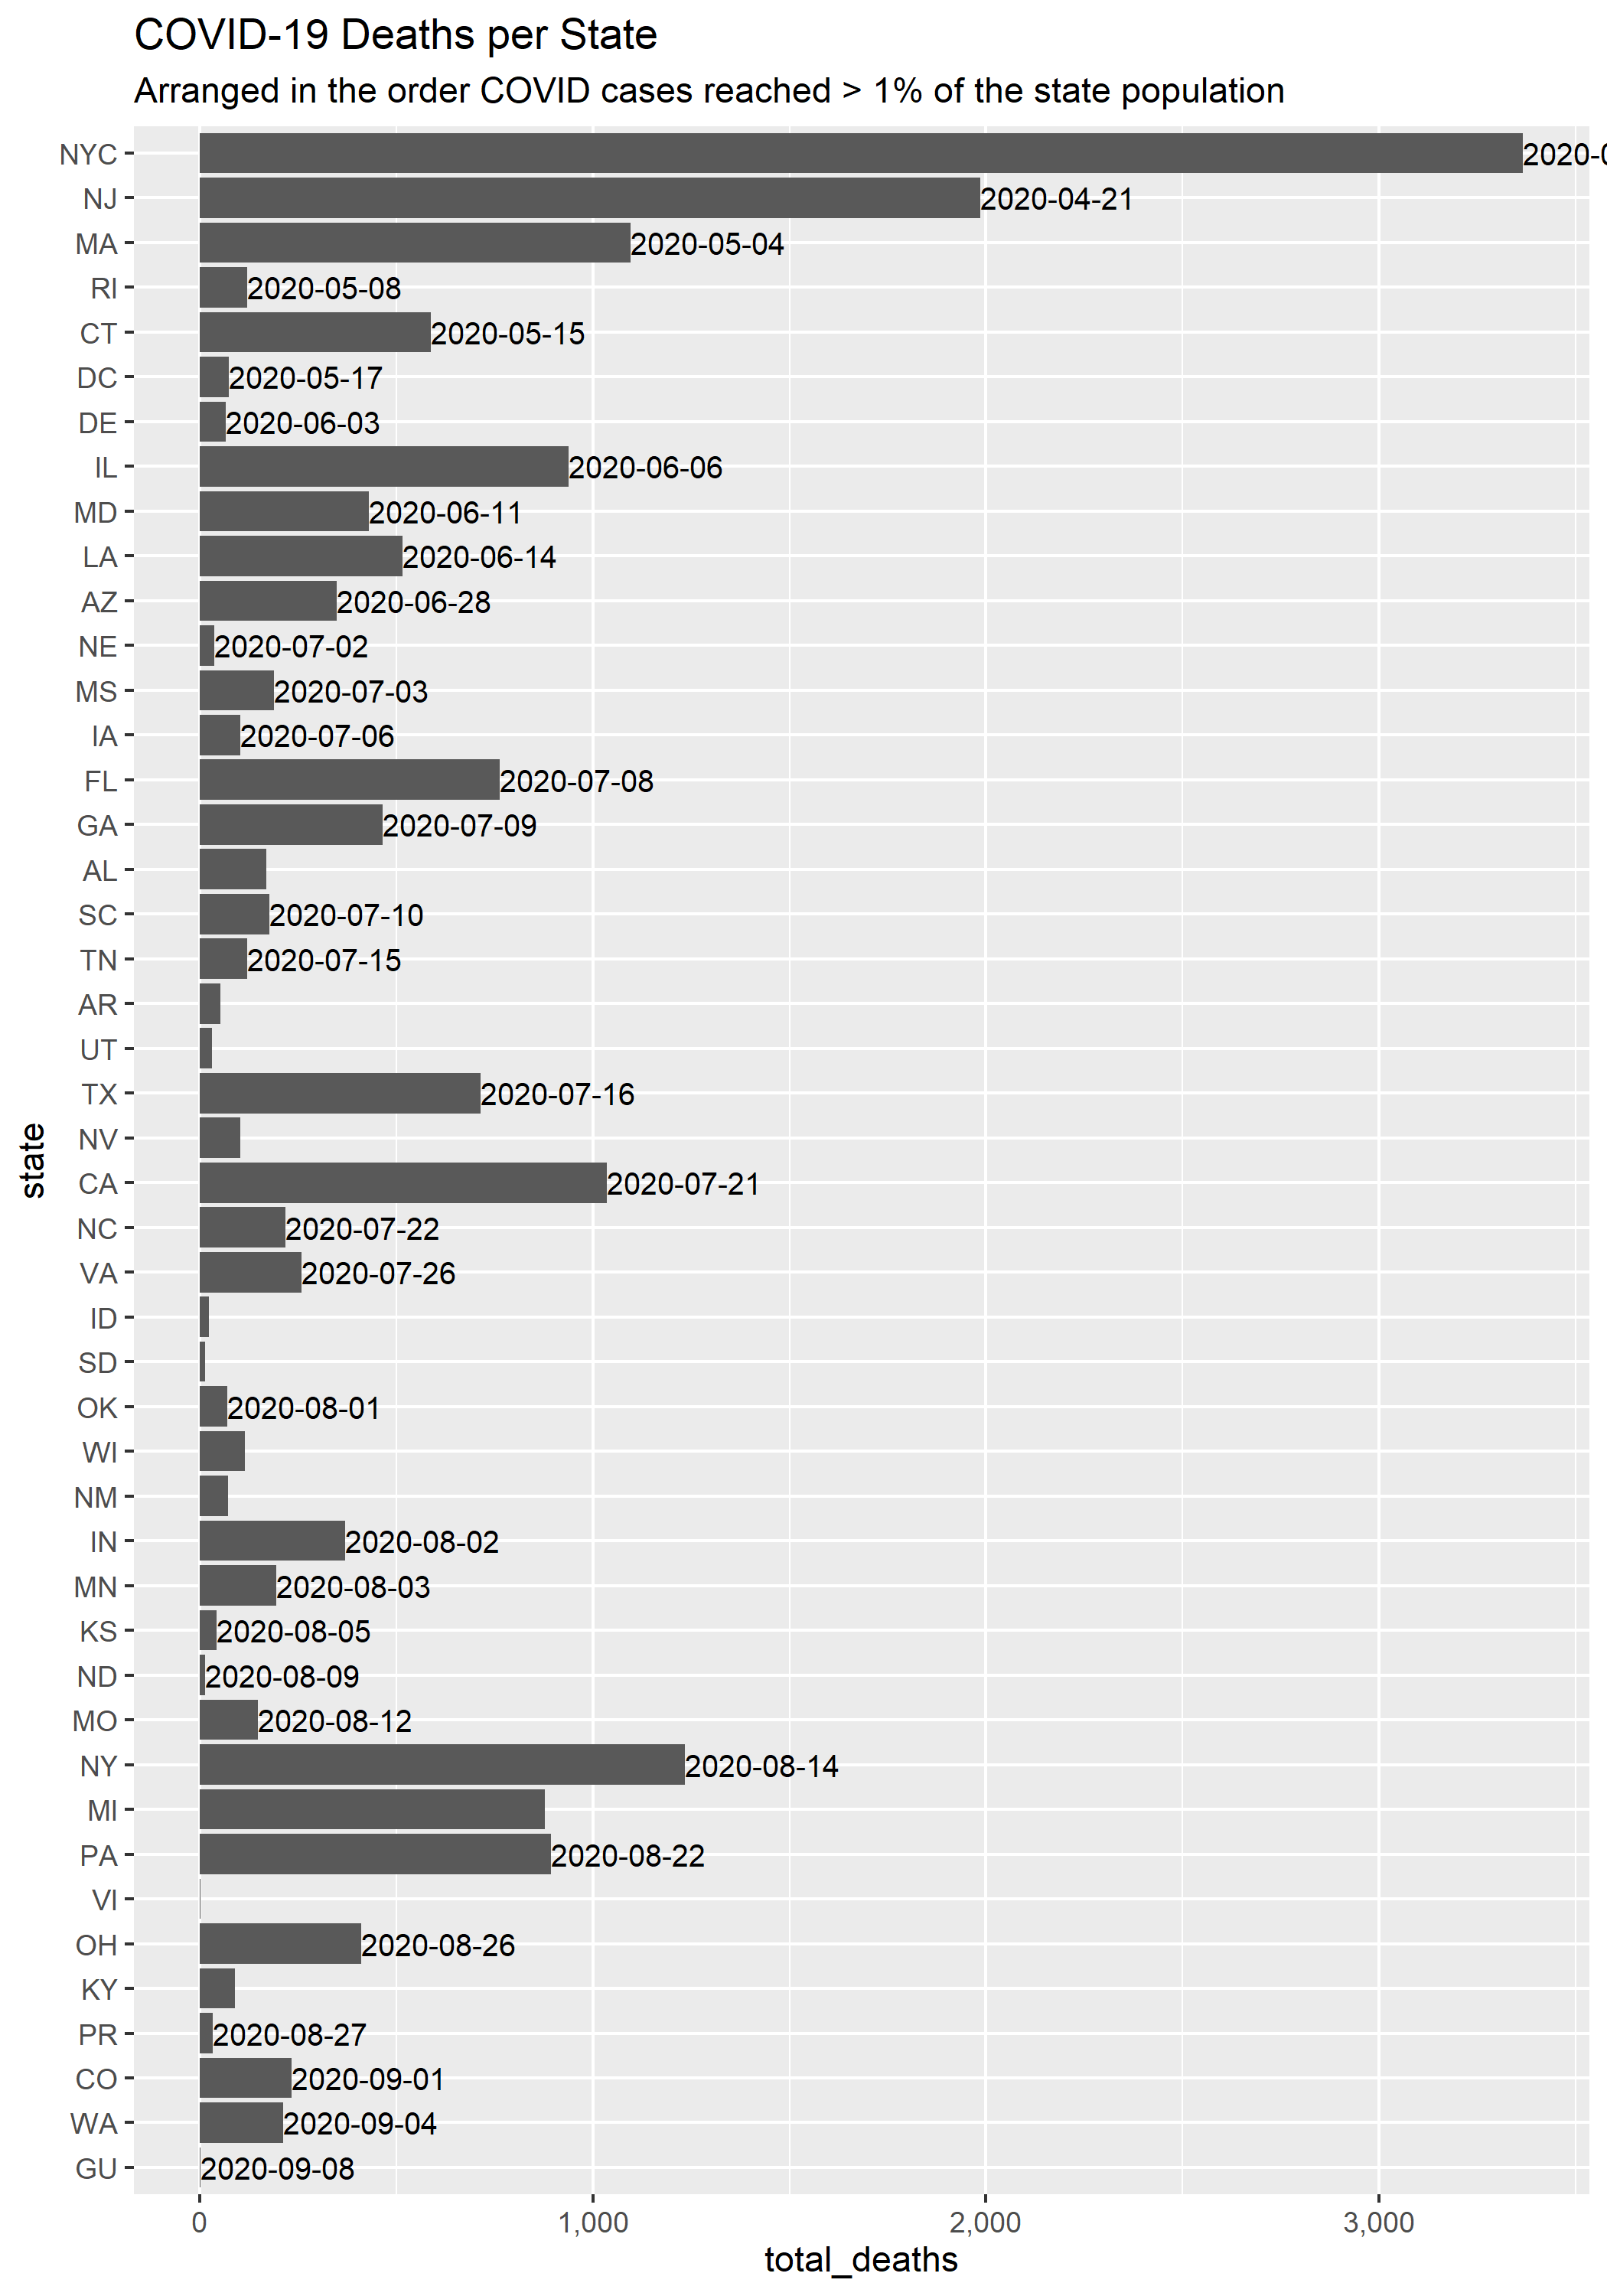 COVID-19 Deaths per State
Arranged in the order COVID cases reached > 1% of the state population
NYC
NJ 2020-04-21
MA 2020-05-04
RI 2020-05-08
CT 2020-05-15
DC 2020-05-17
DE 2020-06-03
IL 2020-06-06
MD 2020-06-11
LA 2020-06-14
AZ 2020-06-28
NE 2020-07-02
MS 2020-07-03
IA 2020-07-06
FL 2020-07-08
GA 2020-07-09
AL
SC 2020-07-10
TN 2020-07-15
AR
UT
TX 2020-07-16
NV
CA 2020-07-21
NC 2020-07-22
VA 2020-07-26
ID
SD
OK 2020-08-01
WI
NM
IN 2020-08-02
MN 2020-08-03
KS 2020-08-05
ND 2020-08-09
MO 2020-08-12
NY 2020-08-14
MI
PA 2020-08-22
VI
OH 2020-08-26
KY
PR 2020-08-27
CO 2020-09-01
WA 2020-09-04
GU 2020-09-08
state
0 1,000 2,000 3,000
total_deaths